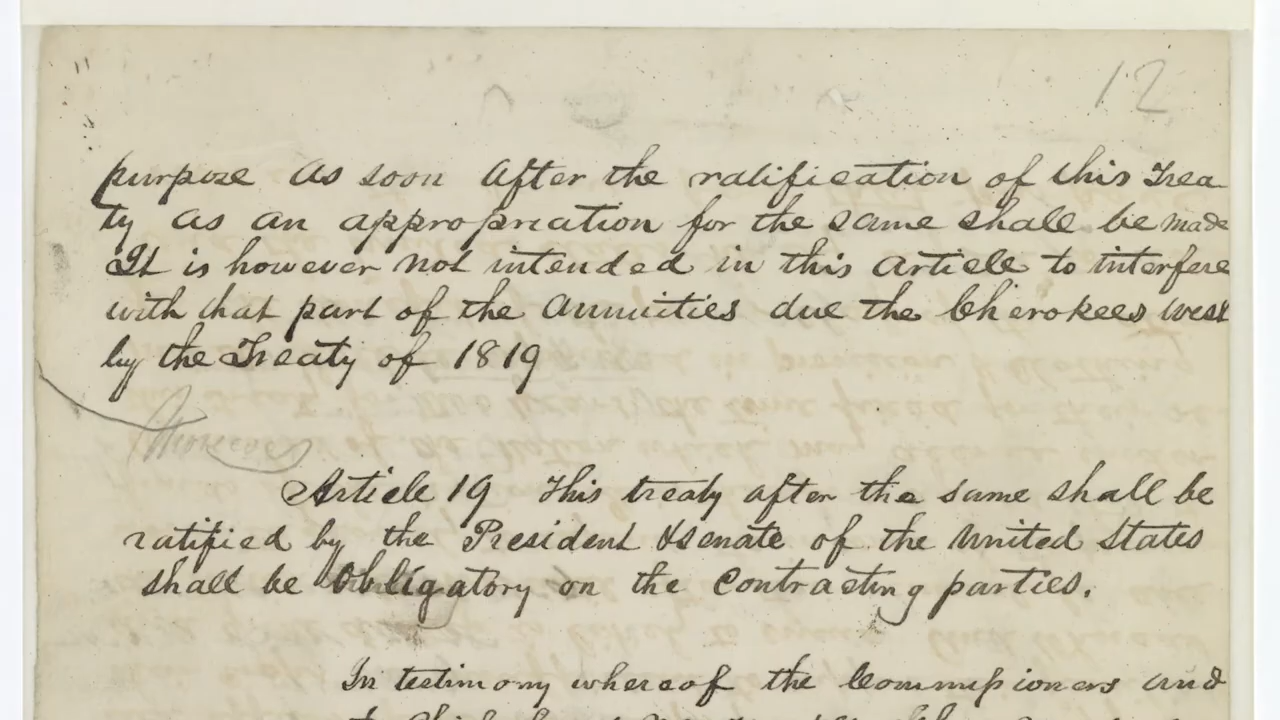 12
purpose as soon after the ratification of this Trea
ty as an appropriation for the same shall be made
It is however not intended in this Article to interfere
with that part of the Annuities due the Cherokees west
by the Treaty of 1819
Article 19 This treaty after the same shall be
ratified by the President & Senate of the United States
shall be Obligatory on the Contracting parties.
In testimony whereof the Commissioners and